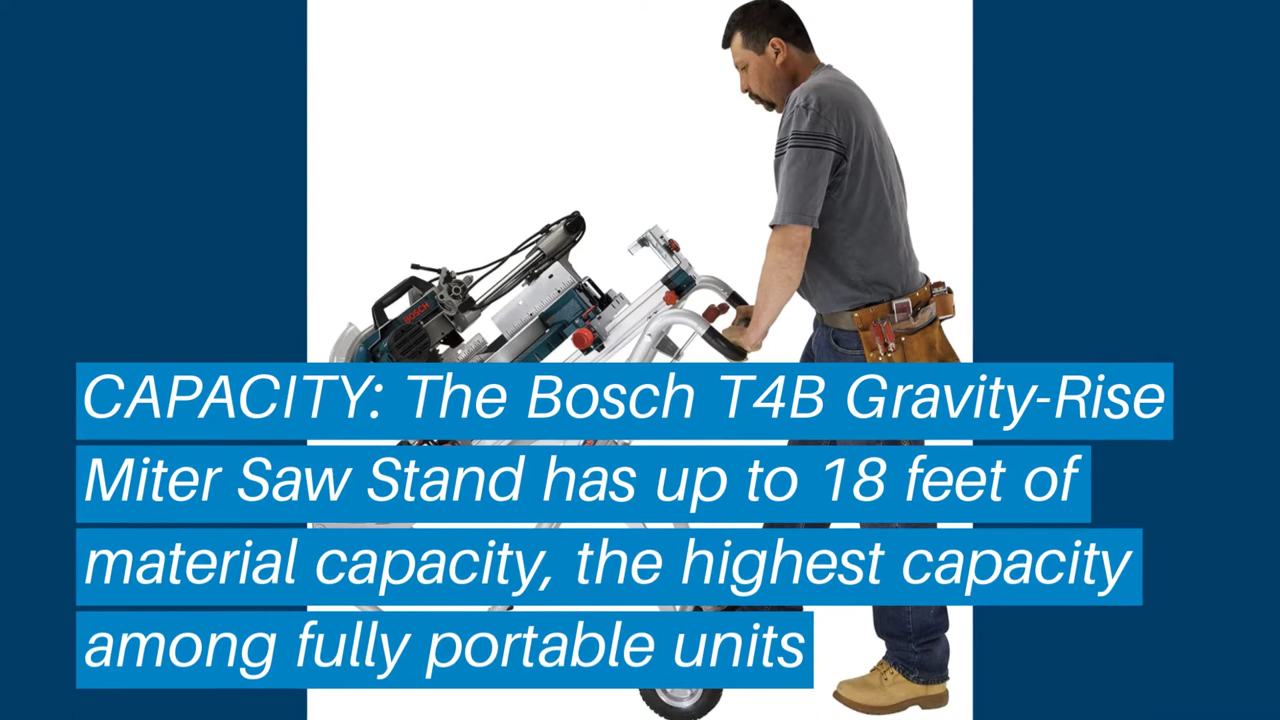 BOSCH
CAPACITY: The Bosch T4B Gravity-Rise
Miter Saw Stand has up to 18 feet of
material capacity, the highest capacity
among fully portable units